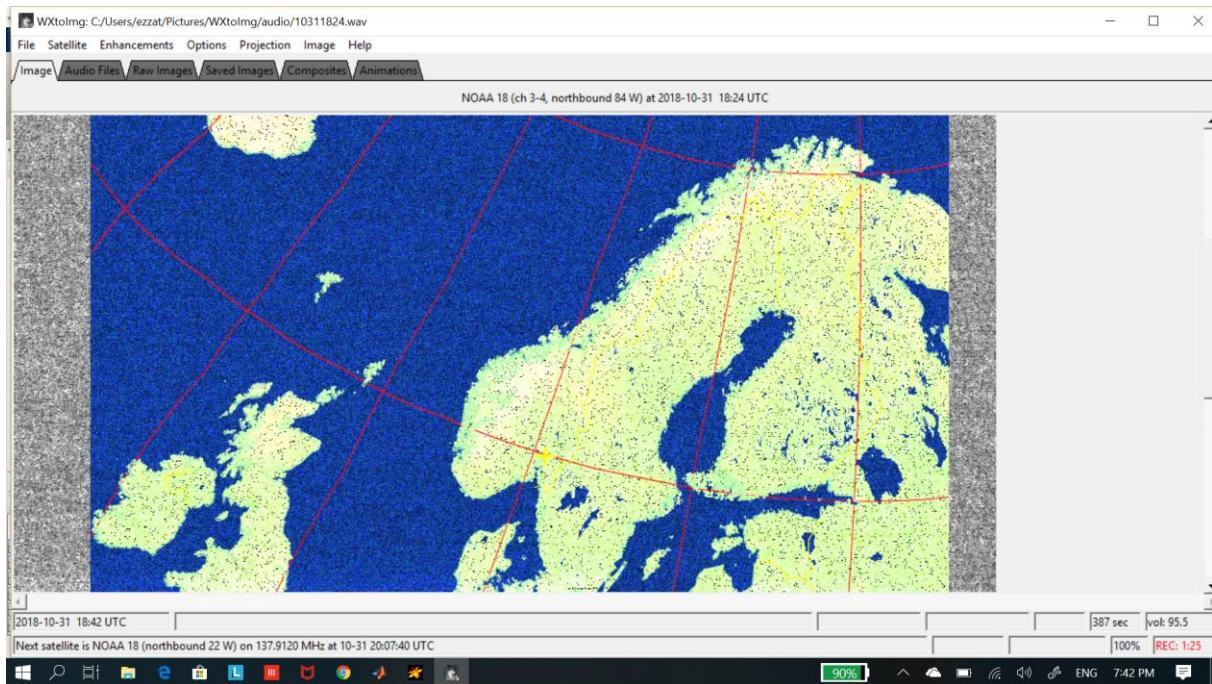 WXtoImg: C:/Users/ezzat/Pictures/WXtoImg/audio/10311824.wav
File Satellite Enhancements Options Projection Image Help
Image Audio Files Raw Images Saved Images Composites Animations
NOAA 18 (ch 3-4, northbound 84 W) at 2018-10-31 18:24 UTC
2018-10-31 18:42 UTC 387 sec vol: 95.5
Next satellite is NOAA 18 (northbound 22 W) on 137.9120 MHz at 10-31 20:07:40 UTC 100% REC: 1:25
90% ENG 7:42 PM